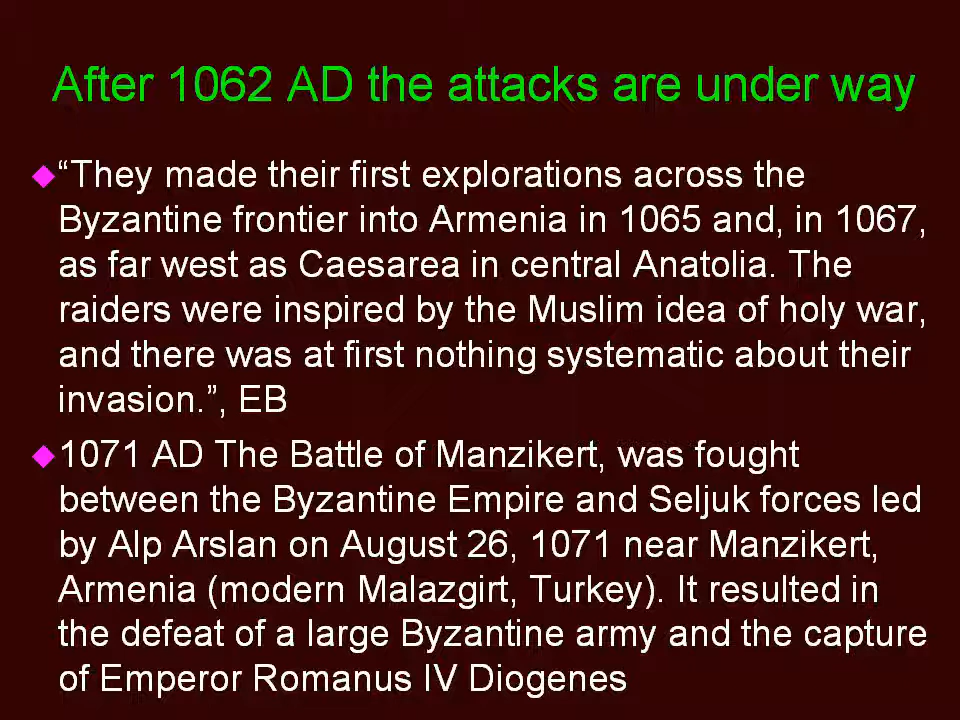 After 1062 AD the attacks are under way
“They made their first explorations across the
Byzantine frontier into Armenia in 1065 and, in 1067,
as far west as Caesarea in central Anatolia. The
raiders were inspired by the Muslim idea of holy war,
and there was at first nothing systematic about their
invasion.”, EB
1071 AD The Battle of Manzikert, was fought
between the Byzantine Empire and Seljuk forces led
by Alp Arslan on August 26, 1071 near Manzikert,
Armenia (modern Malazgirt, Turkey). It resulted in
the defeat of a large Byzantine army and the capture
of Emperor Romanus IV Diogenes